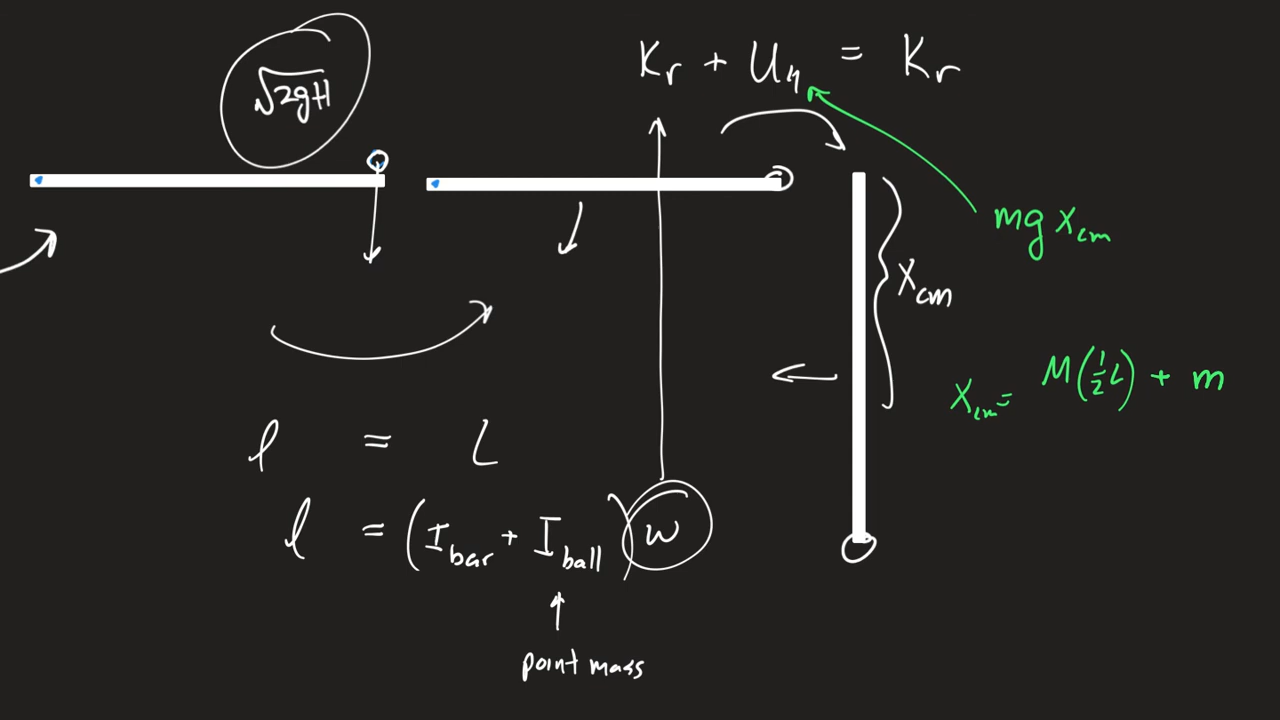 √2gH
Kr + Ug = Kr
mg xcm
xcm
xcm = M(½L) + m
l = L
l = (Ibar + Iball) ω
point mass